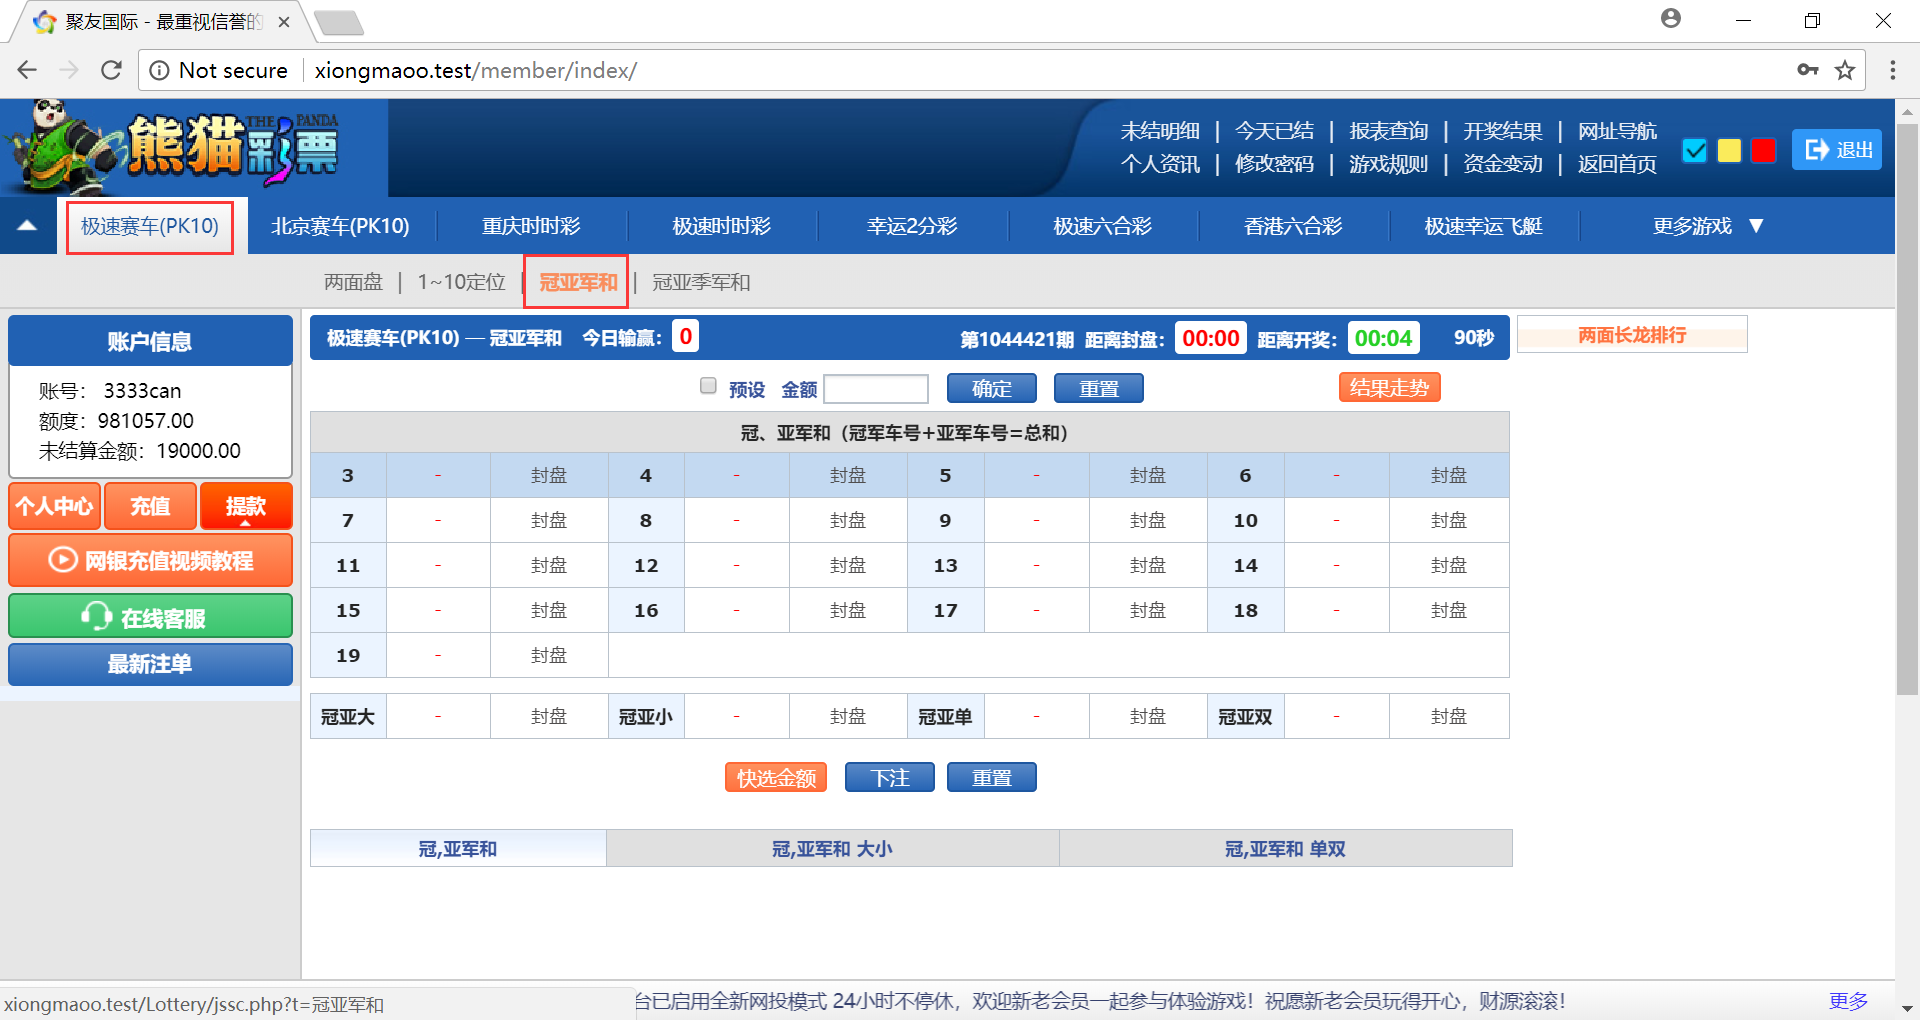 聚友国际 - 最重视信誉的
Not secure xiongmaoo.test/member/index/
THE PANDA
熊猫彩票
未结明细 | 今天已结 | 报表查询 | 开奖结果 | 网址导航
个人资讯 | 修改密码 | 游戏规则 | 资金变动 | 返回首页
退出
极速赛车(PK10) 北京赛车(PK10) 重庆时时彩 极速时时彩 幸运2分彩 极速六合彩 香港六合彩 极速幸运飞艇 更多游戏 ▼
两面盘 | 1~10定位 | 冠亚军和 | 冠亚季军和
账户信息
账号： 3333can
额度：981057.00
未结算金额：19000.00
个人中心 充值 提款
网银充值视频教程
在线客服
最新注单
极速赛车(PK10) — 冠亚军和 今日输赢： 0 第1044421期 距离封盘： 00:00 距离开奖： 00:04 90秒
两面长龙排行
预设 金额 确定 重置 结果走势
冠、亚军和（冠军车号+亚军车号=总和）
3 - 封盘 4 - 封盘 5 - 封盘 6 - 封盘
7 - 封盘 8 - 封盘 9 - 封盘 10 - 封盘
11 - 封盘 12 - 封盘 13 - 封盘 14 - 封盘
15 - 封盘 16 - 封盘 17 - 封盘 18 - 封盘
19 - 封盘
冠亚大 - 封盘 冠亚小 - 封盘 冠亚单 - 封盘 冠亚双 - 封盘
快选金额 下注 重置
冠,亚军和 冠,亚军和 大小 冠,亚军和 单双
台已启用全新网投模式 24小时不停休，欢迎新老会员一起参与体验游戏！祝愿新老会员玩得开心，财源滚滚！ 更多
xiongmaoo.test/Lottery/jssc.php?t=冠亚军和